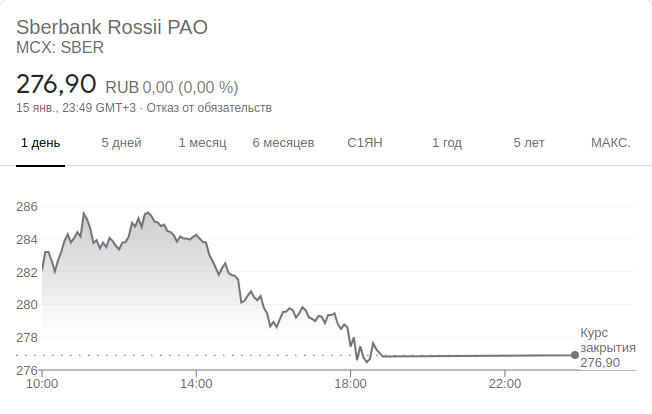 Sberbank Rossii PAO
MCX: SBER
276,90 RUB 0,00 (0,00 %)
15 янв., 23:49 GMT+3 · Отказ от обязательств
1 день 5 дней 1 месяц 6 месяцев С1ЯН 1 год 5 лет МАКС.
286
284
282
280
278
Курс
закрытия
276,90
276
10:00 14:00 18:00 22:00